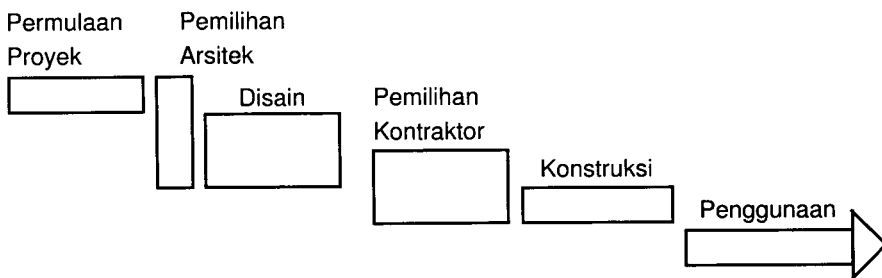 Permulaan
Proyek
Pemilihan
Arsitek
Disain
Pemilihan
Kontraktor
Konstruksi
Penggunaan